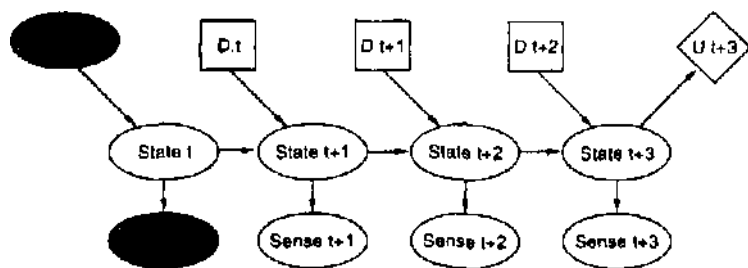 D.t
D t+1
D t+2
U t+3
State t
State t+1
State t+2
State t+3
Sense t+1
Sense t+2
Sense t+3